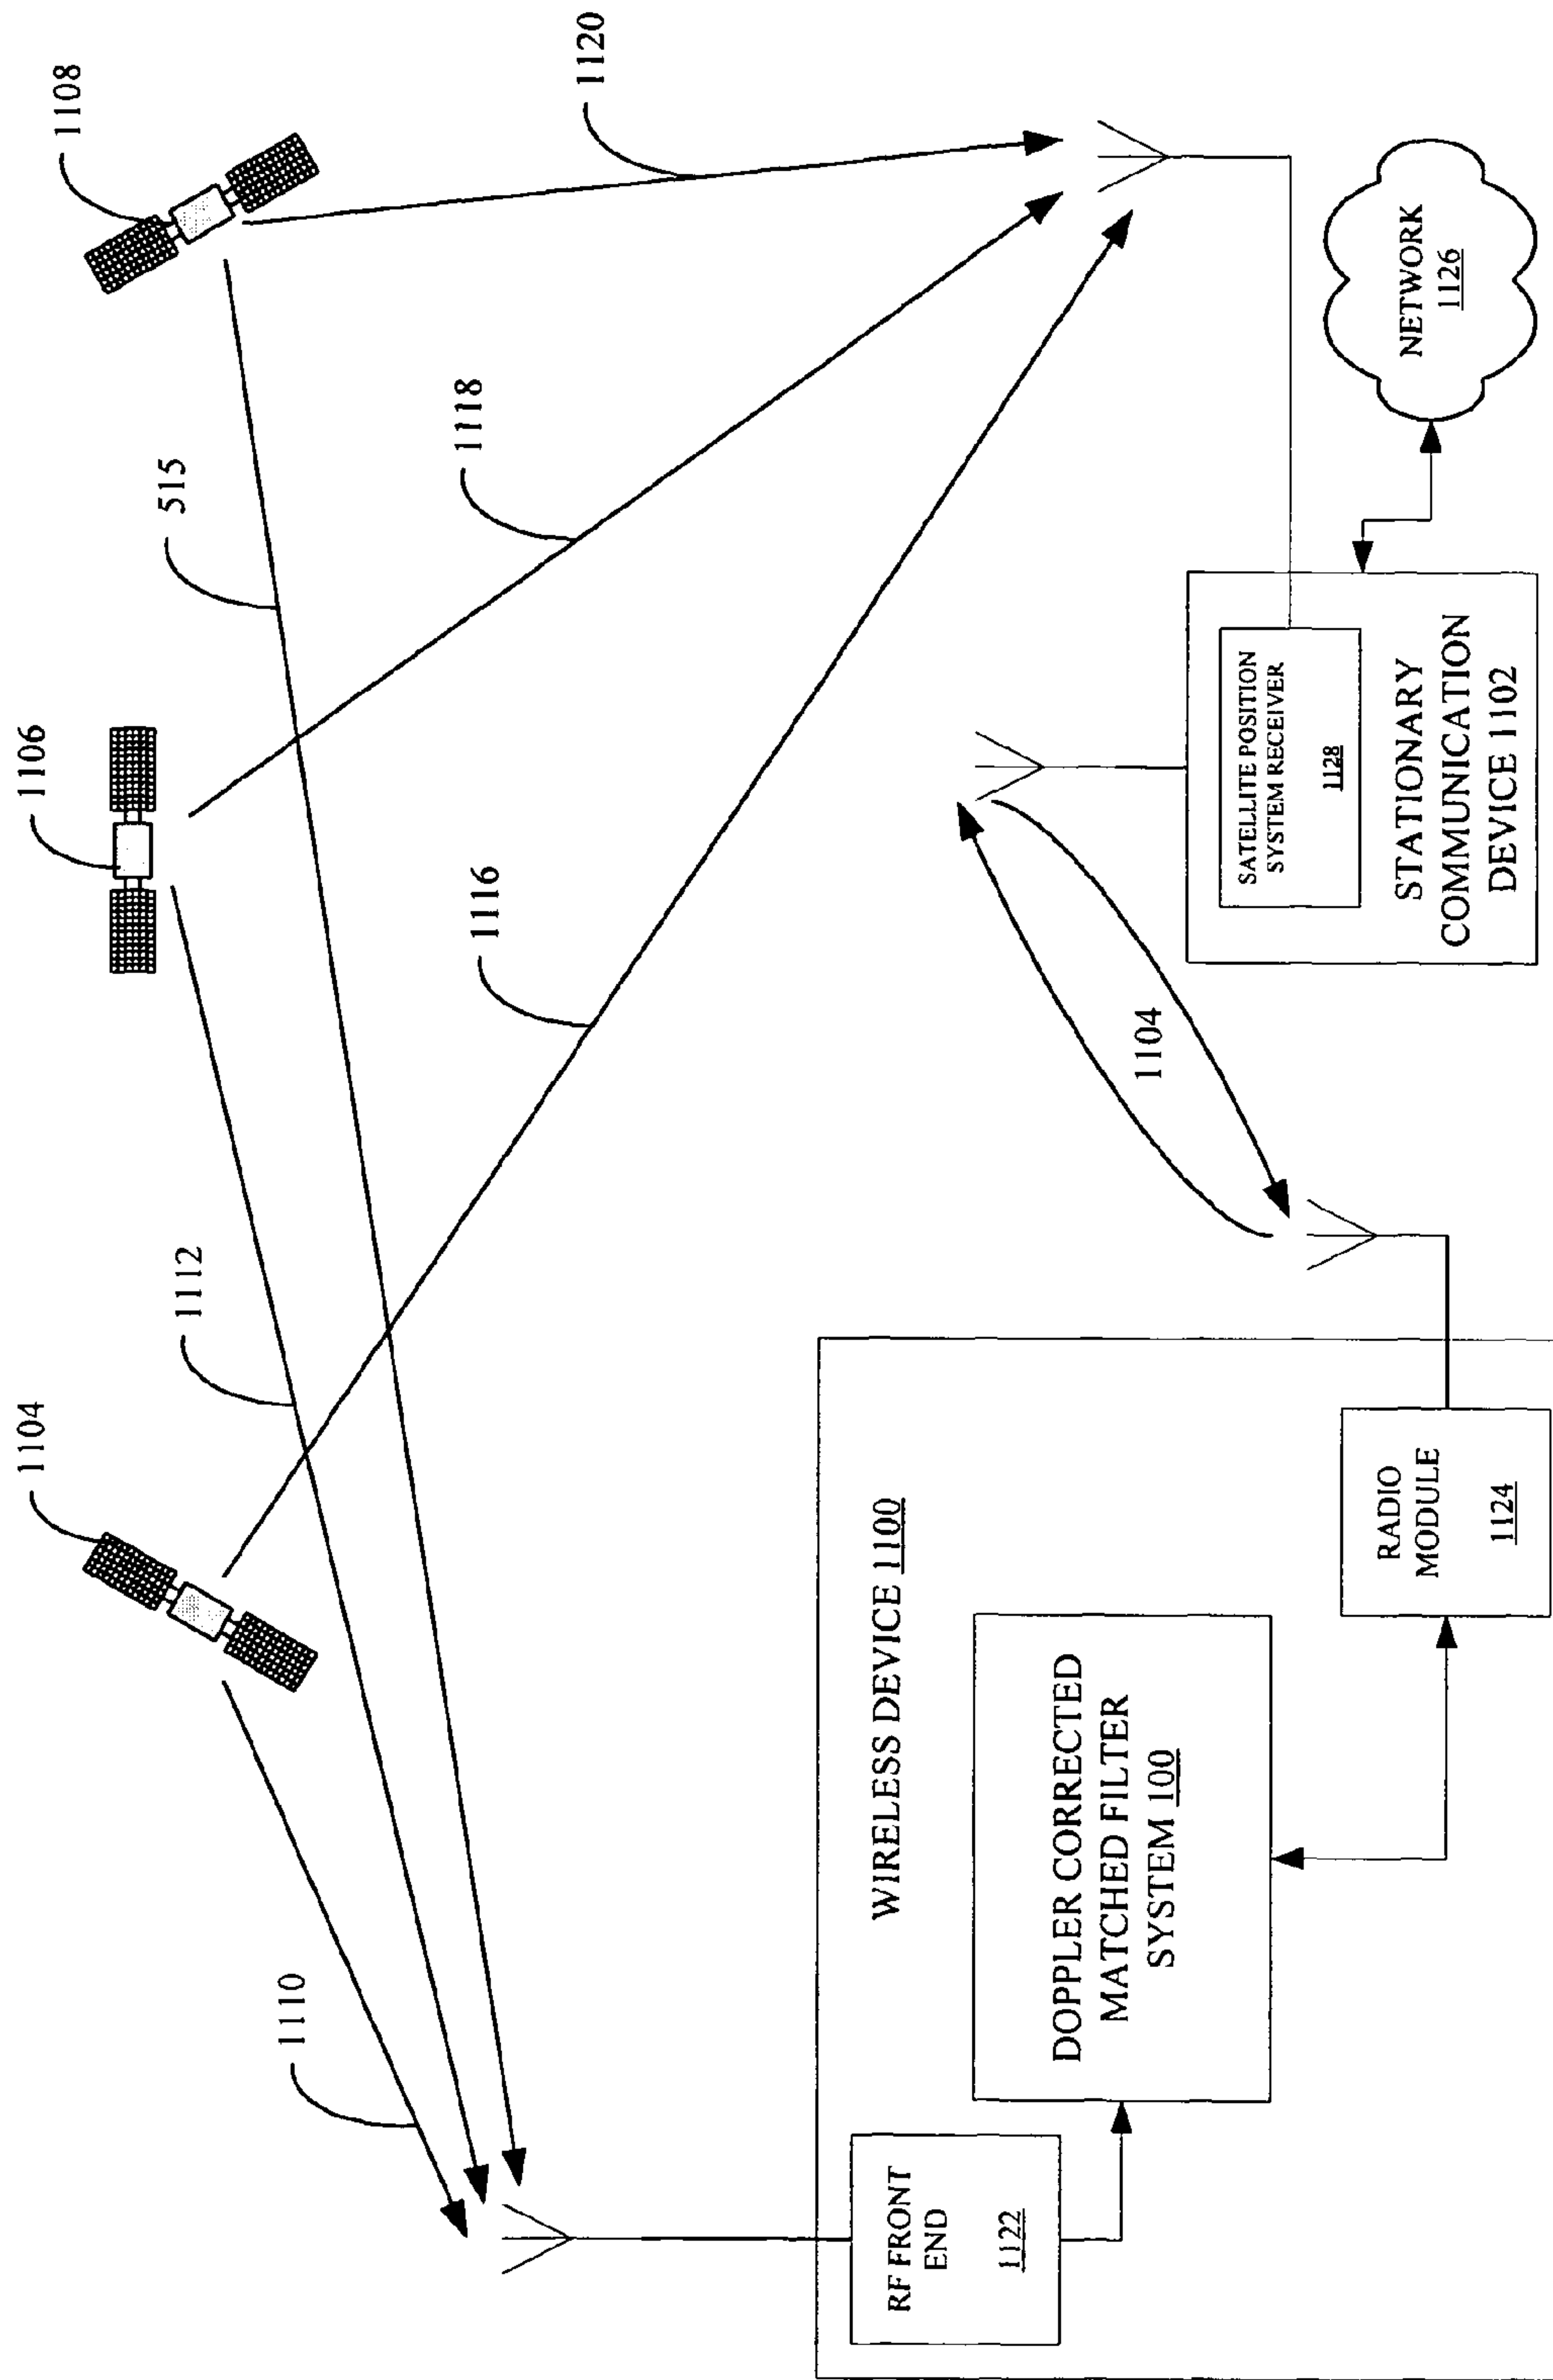 1104
1106
1108
1110
1112
515
1116
1118
1120
WIRELESS DEVICE 1100
RF FRONT
END
1122
DOPPLER CORRECTED
MATCHED FILTER
SYSTEM 100
RADIO
MODULE
1124
1104
SATELLITE POSITION
SYSTEM RECEIVER
1128
STATIONARY
COMMUNICATION
DEVICE 1102
NETWORK
1126